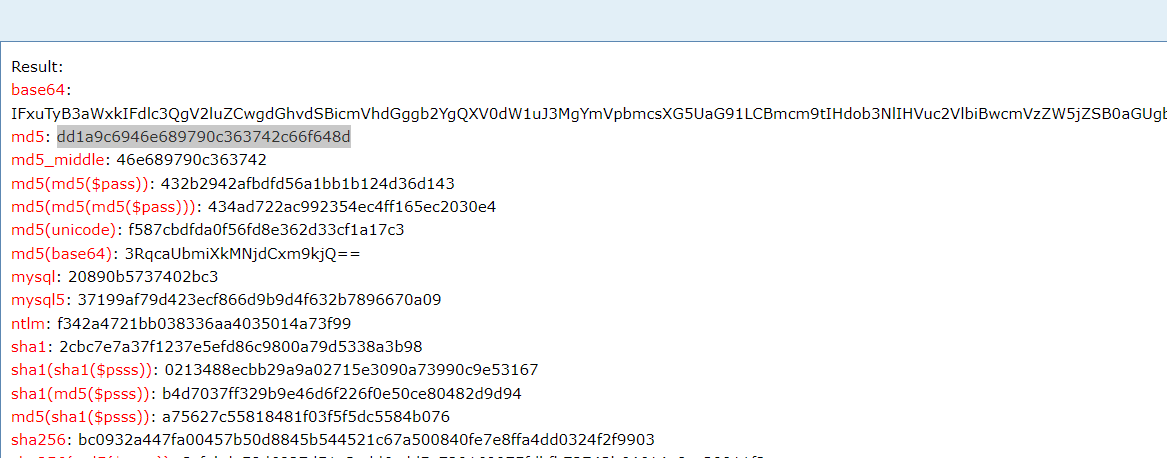 Result:
base64:
IFxuTyB3aWxkIFdlc3QgV2luZCwgdGhvdSBicmVhdGggb2YgQXV0dW1uJ3MgYmVpbmcsXG5UaG91LCBmcm9tIHdob3NlIHVuc2VlbiBwcmVzZW5jZSB0aGUgb
md5: dd1a9c6946e689790c363742c66f648d
md5_middle: 46e689790c363742
md5(md5($pass)): 432b2942afbdfd56a1bb1b124d36d143
md5(md5(md5($pass))): 434ad722ac992354ec4ff165ec2030e4
md5(unicode): f587cbdfda0f56fd8e362d33cf1a17c3
md5(base64): 3RqcaUbmiXkMNjdCxm9kjQ==
mysql: 20890b5737402bc3
mysql5: 37199af79d423ecf866d9b9d4f632b7896670a09
ntlm: f342a4721bb038336aa4035014a73f99
sha1: 2cbc7e7a37f1237e5efd86c9800a79d5338a3b98
sha1(sha1($psss)): 0213488ecbb29a9a02715e3090a73990c9e53167
sha1(md5($psss)): b4d7037ff329b9e46d6f226f0e50ce80482d9d94
md5(sha1($psss)): a75627c55818481f03f5f5dc5584b076
sha256: bc0932a447fa00457b50d8845b544521c67a500840fe7e8ffa4dd0324f2f9903